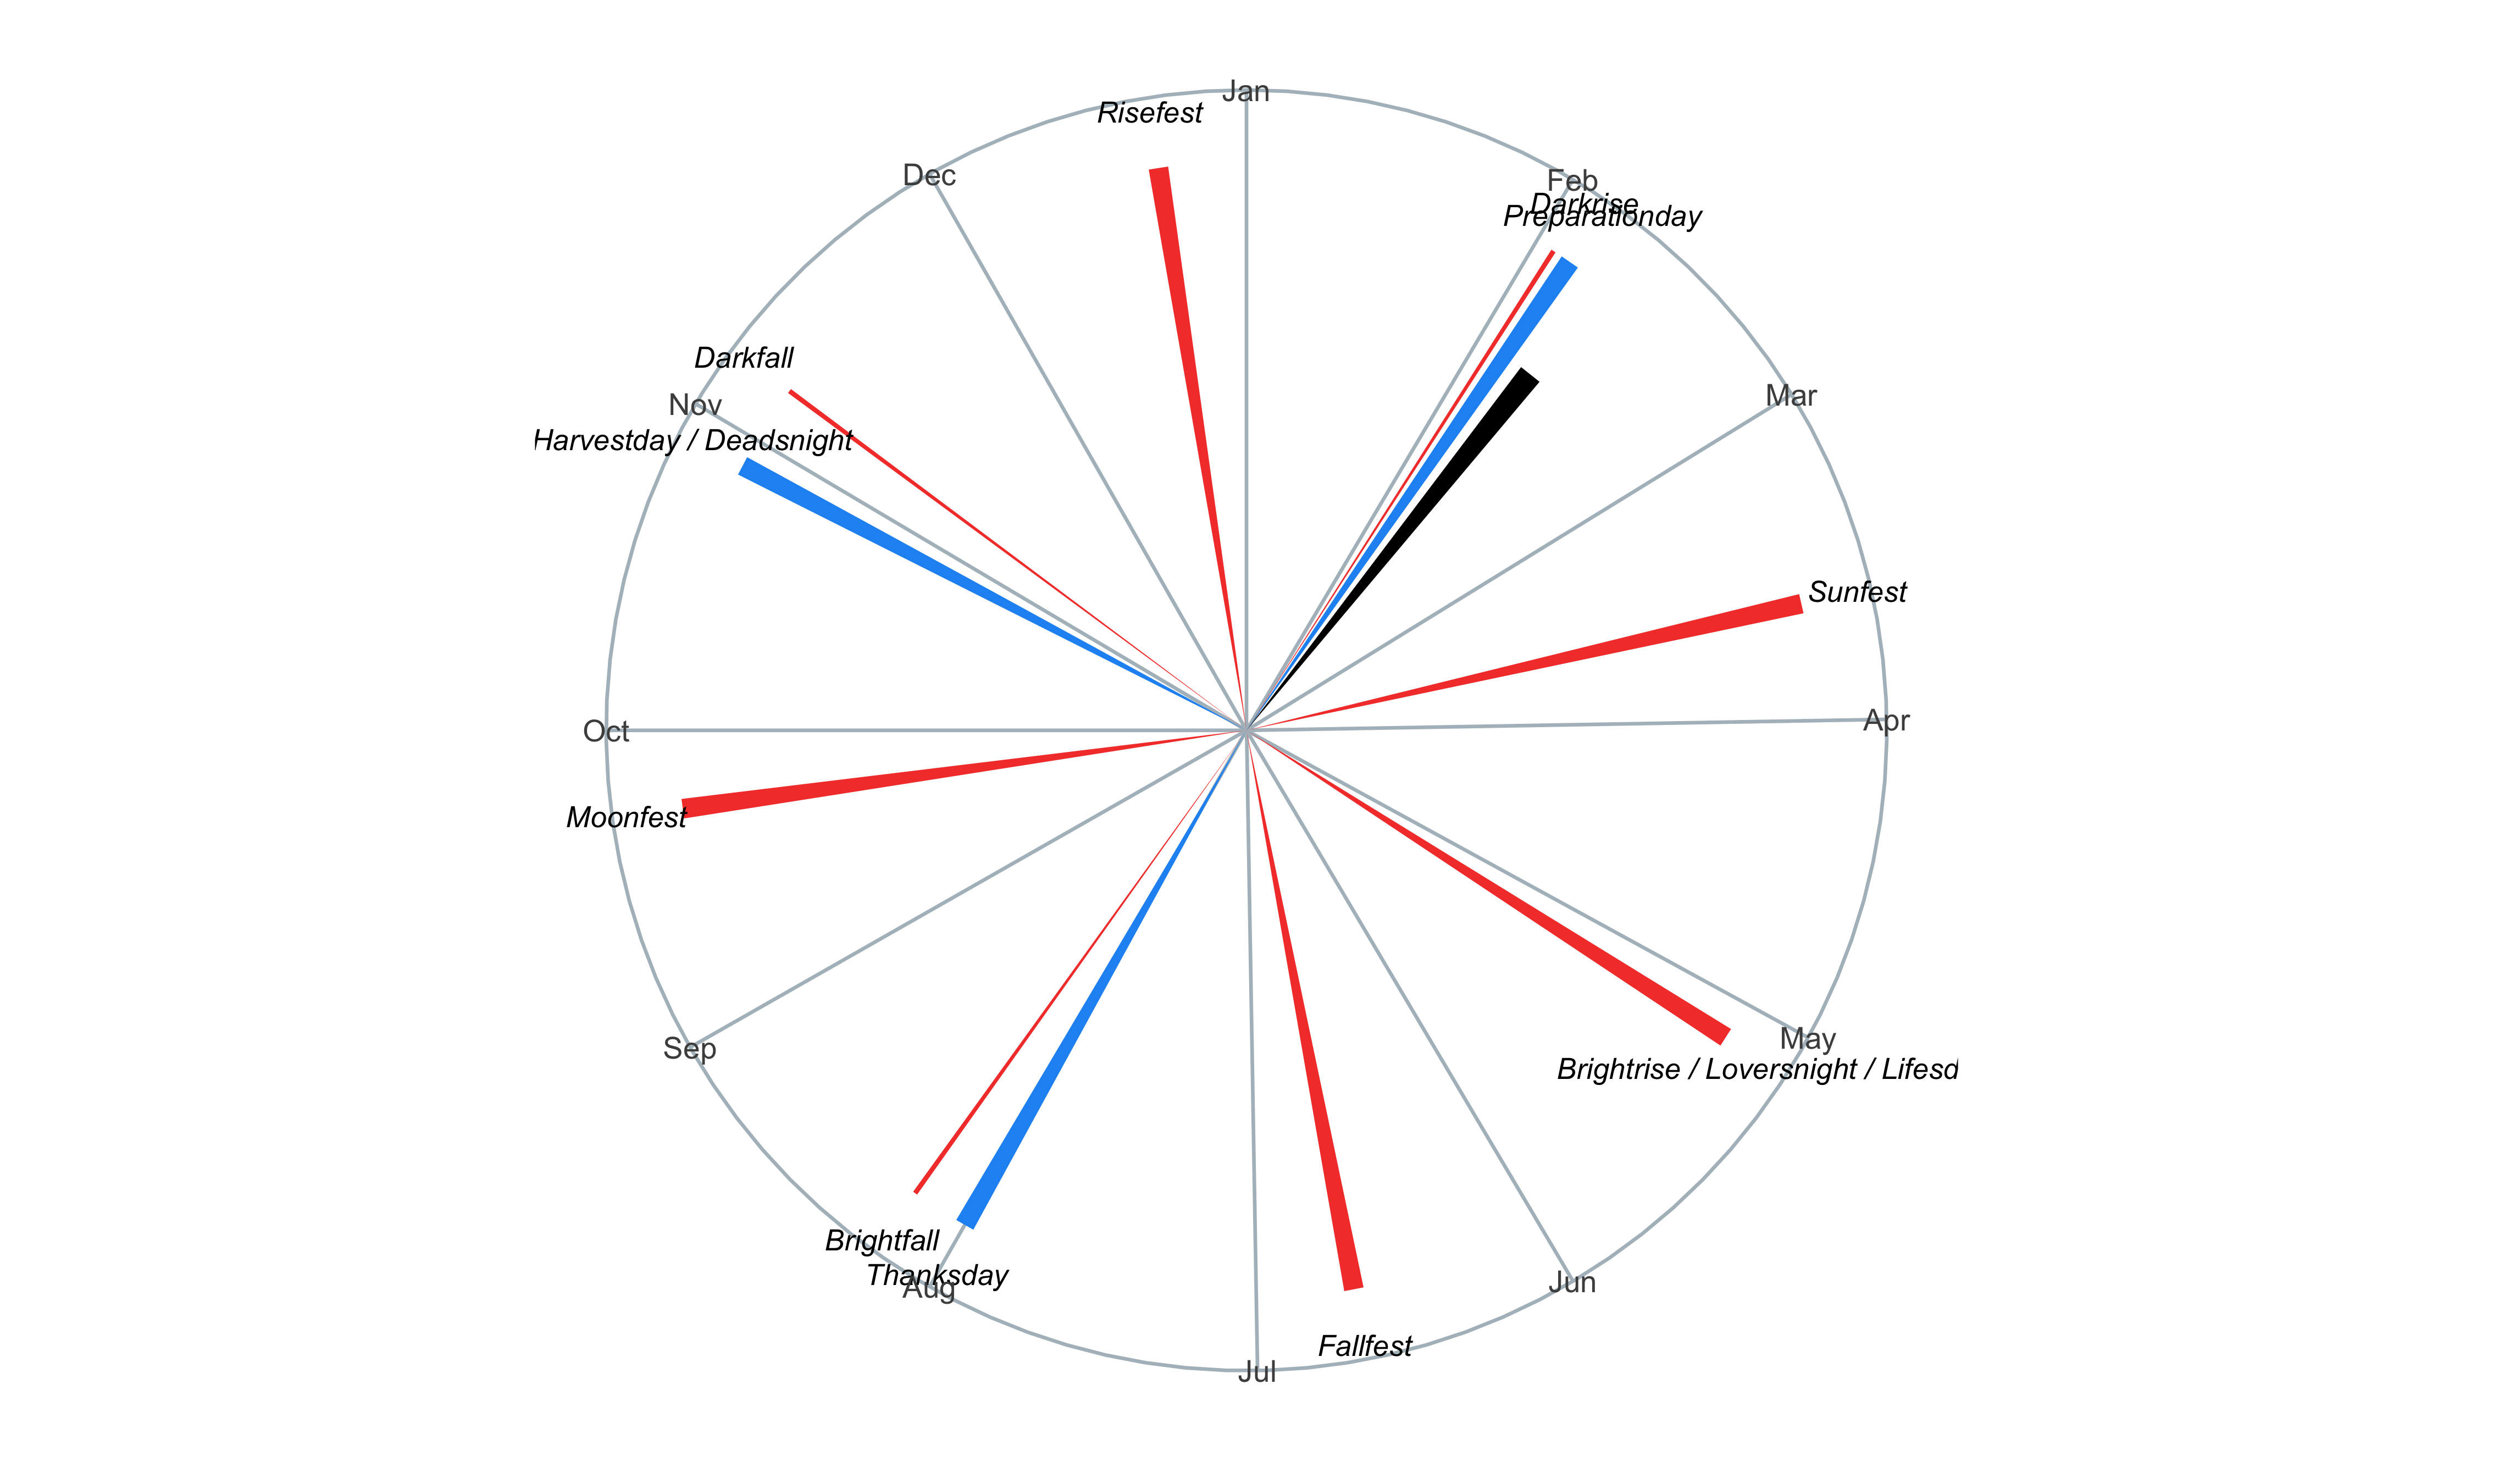 Jan
Risefest
Dec
Feb
Darkrise
Preparationday
Darkfall
Mar
Nov
Harvestday / Deadsnight
Sunfest
Apr
Oct
Moonfest
May
Sep
Brightrise / Loversnight / Lifesd
Brightfall
Thanksday
Aug
Jun
Fallfest
Jul